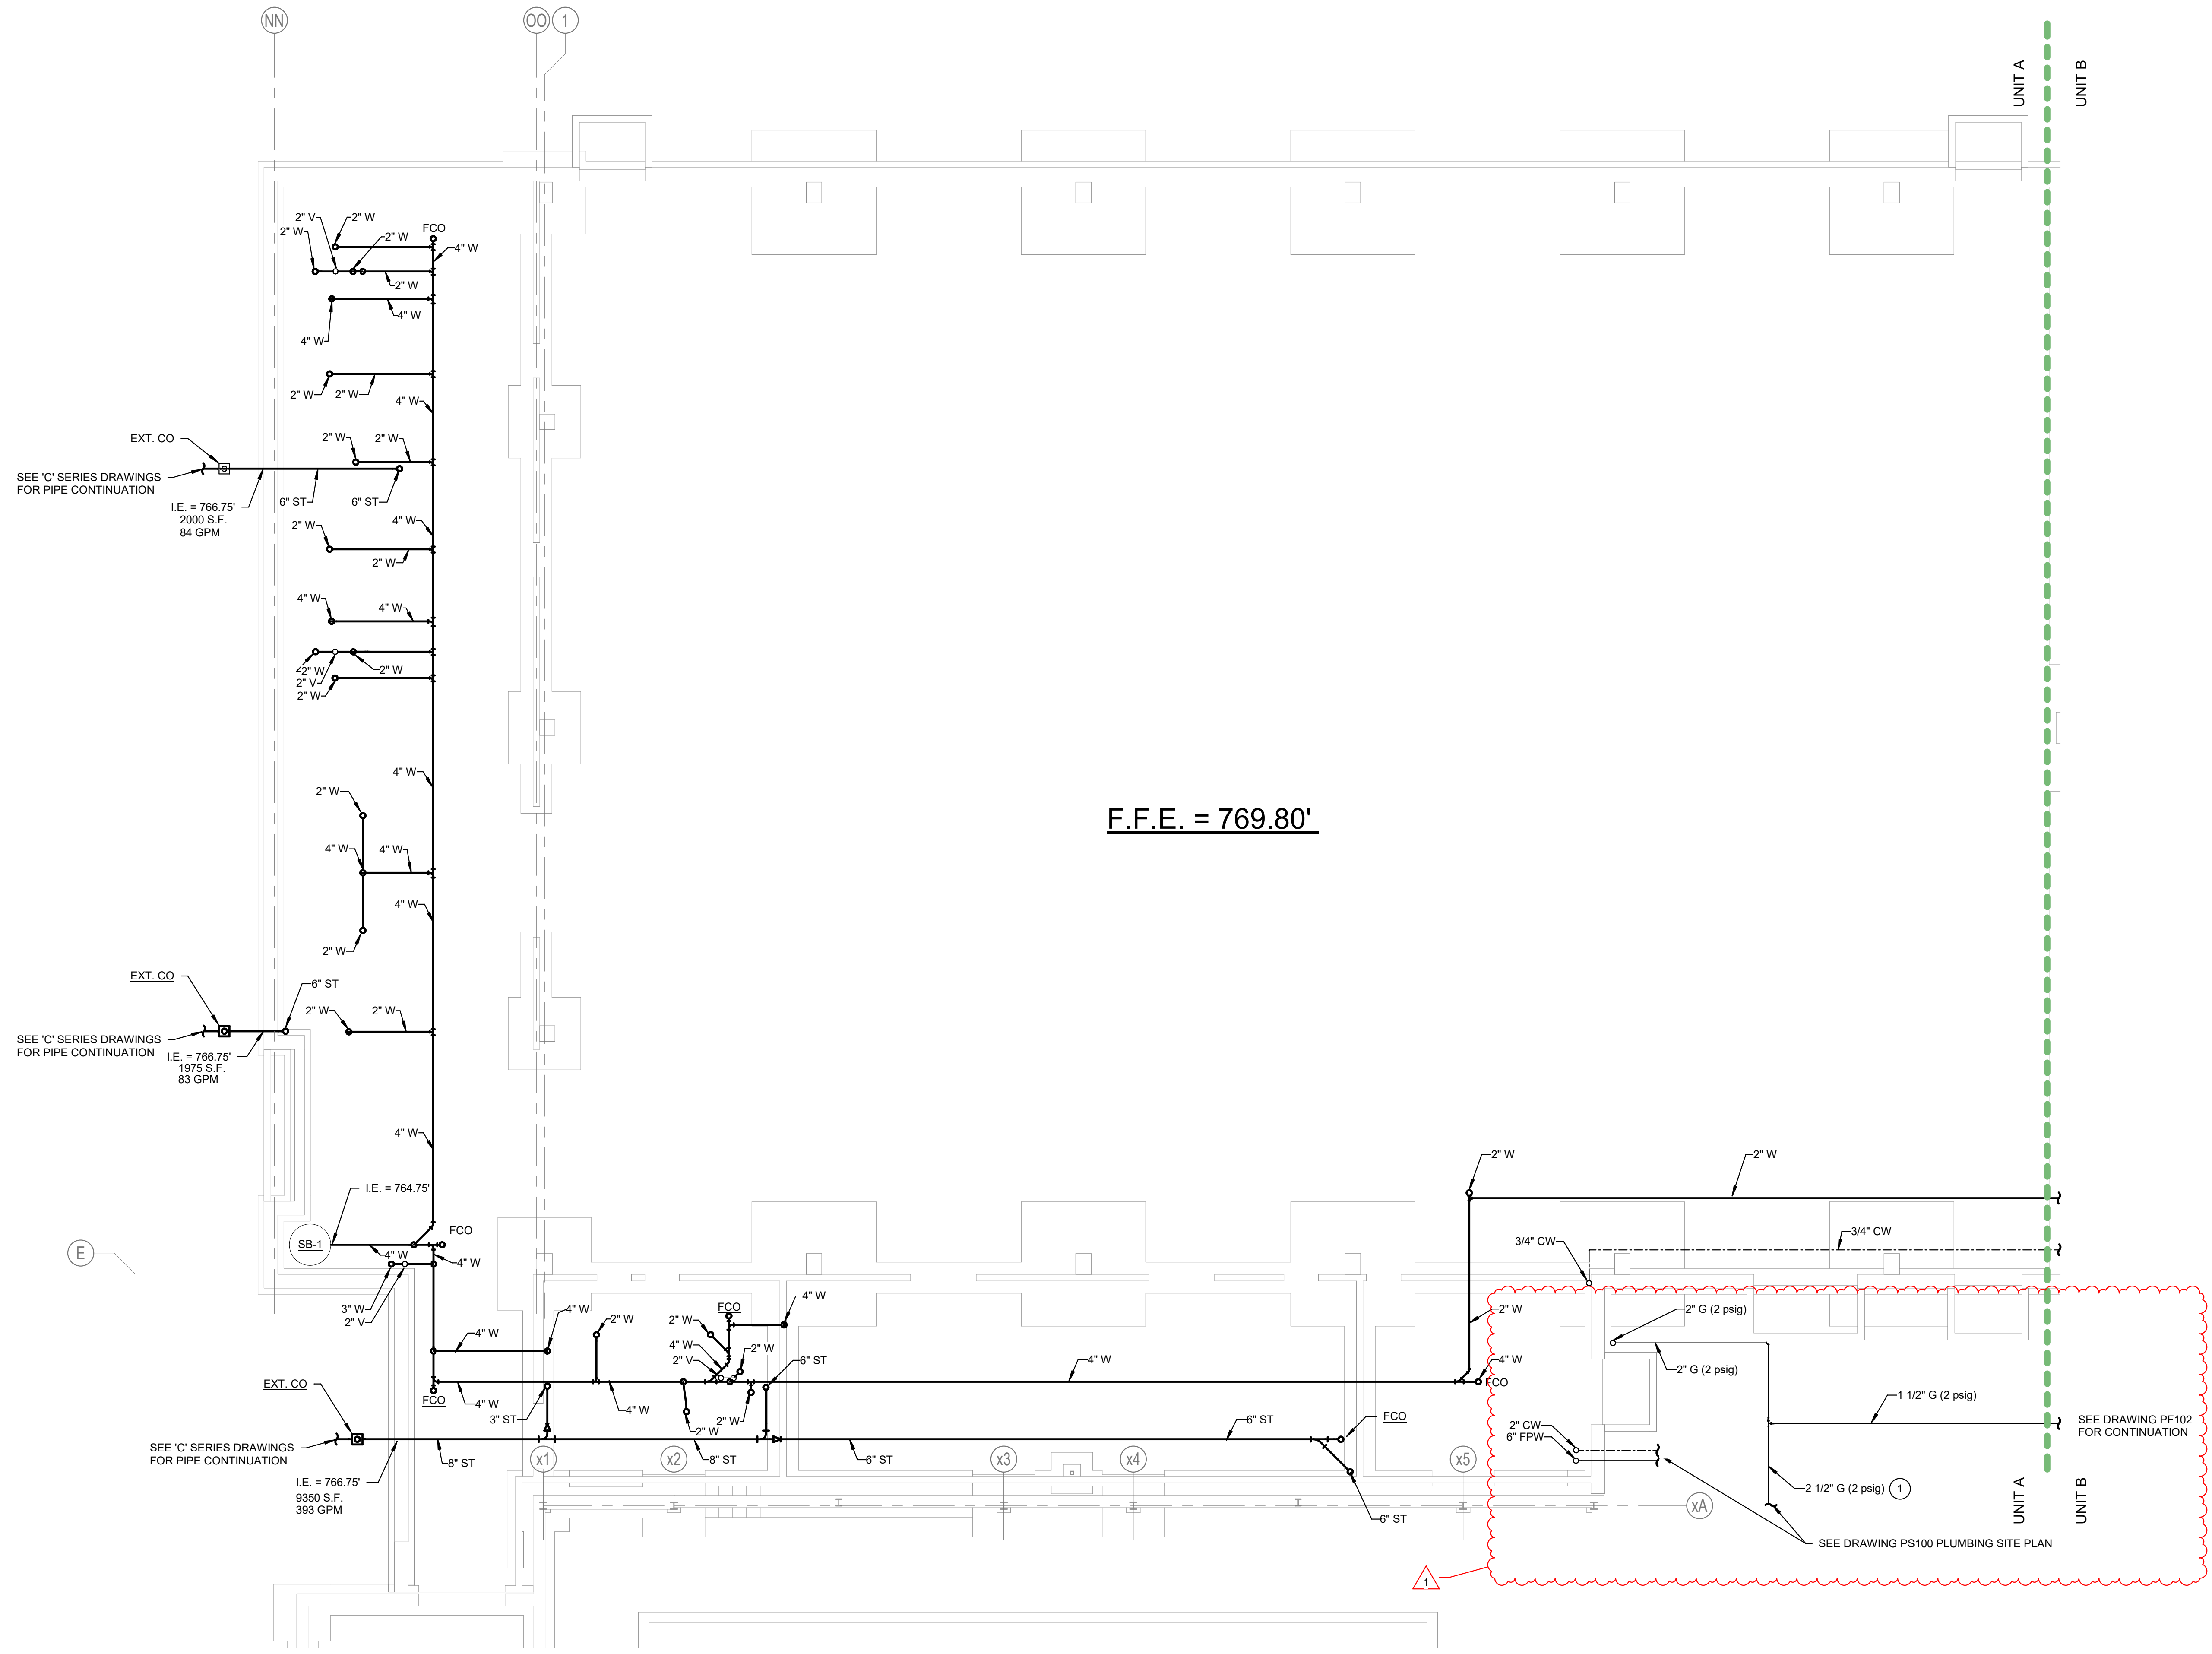 NN
OO
1
UNIT A
UNIT B
2" V
2" W
2" W
2" W
FCO
4" W
2" W
4" W
4" W
2" W
2" W
4" W
EXT. CO
2" W
2" W
SEE 'C' SERIES DRAWINGS
FOR PIPE CONTINUATION
6" ST
6" ST
I.E. = 766.75'
2000 S.F.
84 GPM
2" W
4" W
2" W
4" W
4" W
2" W
2" W
2" V
2" W
4" W
2" W
F.F.E. = 769.80'
4" W
4" W
4" W
2" W
EXT. CO
6" ST
2" W
2" W
SEE 'C' SERIES DRAWINGS
FOR PIPE CONTINUATION
I.E. = 766.75'
1975 S.F.
83 GPM
4" W
2" W
2" W
I.E. = 764.75'
FCO
SB-1
4" W
4" W
E
3/4" CW
3/4" CW
3" W
2" V
4" W
4" W
2" W
2" W
FCO
4" W
4" W
2" V
2" W
6" ST
4" W
2" W
4" W
FCO
2" G (2 psig)
2" G (2 psig)
1 1/2" G (2 psig)
EXT. CO
FCO
4" W
3" ST
4" W
2" W
2" W
6" ST
FCO
2" CW
6" FPW
SEE DRAWING PF102
FOR CONTINUATION
SEE 'C' SERIES DRAWINGS
FOR PIPE CONTINUATION
8" ST
x1
x2
8" ST
6" ST
x3
x4
x5
I.E. = 766.75'
9350 S.F.
393 GPM
6" ST
xA
2 1/2" G (2 psig)
1
UNIT A
UNIT B
SEE DRAWING PS100 PLUMBING SITE PLAN
1